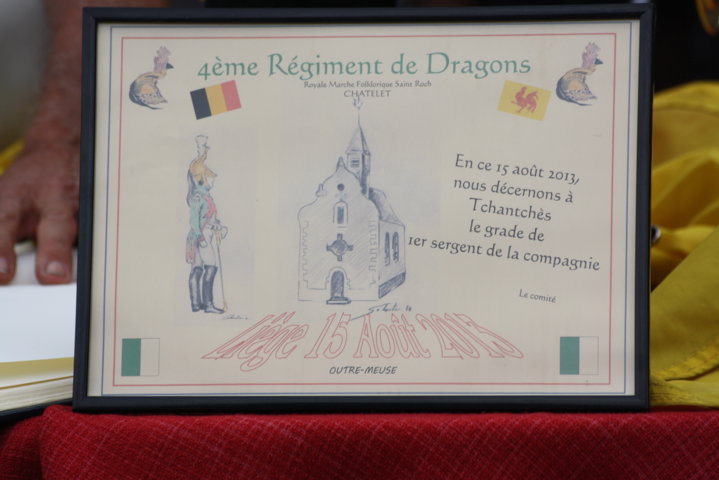 4ème Régiment de Dragons
Royale Marche Folklorique Saint Roch
CHATELET
En ce 15 août 2013,
nous décernons à
Tchantchès
le grade de
1er sergent de la compagnie
Le comité
Liège 15 Août 2013
OUTRE-MEUSE